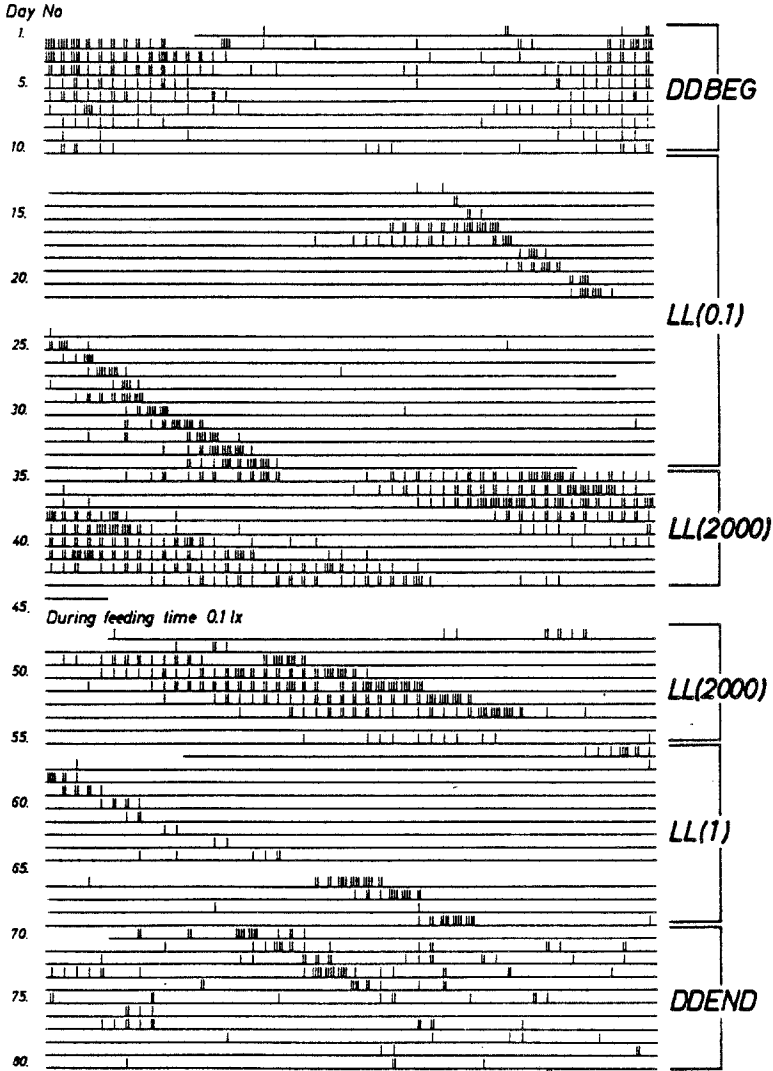 Day No
1.
5.
DDBEG
10.
15.
20.
LL(0.1)
25.
30.
35.
LL(2000)
40.
45.
During feeding time 0.1 lx
50.
LL(2000)
55.
60.
LL(1)
65.
70.
75.
DDEND
80.